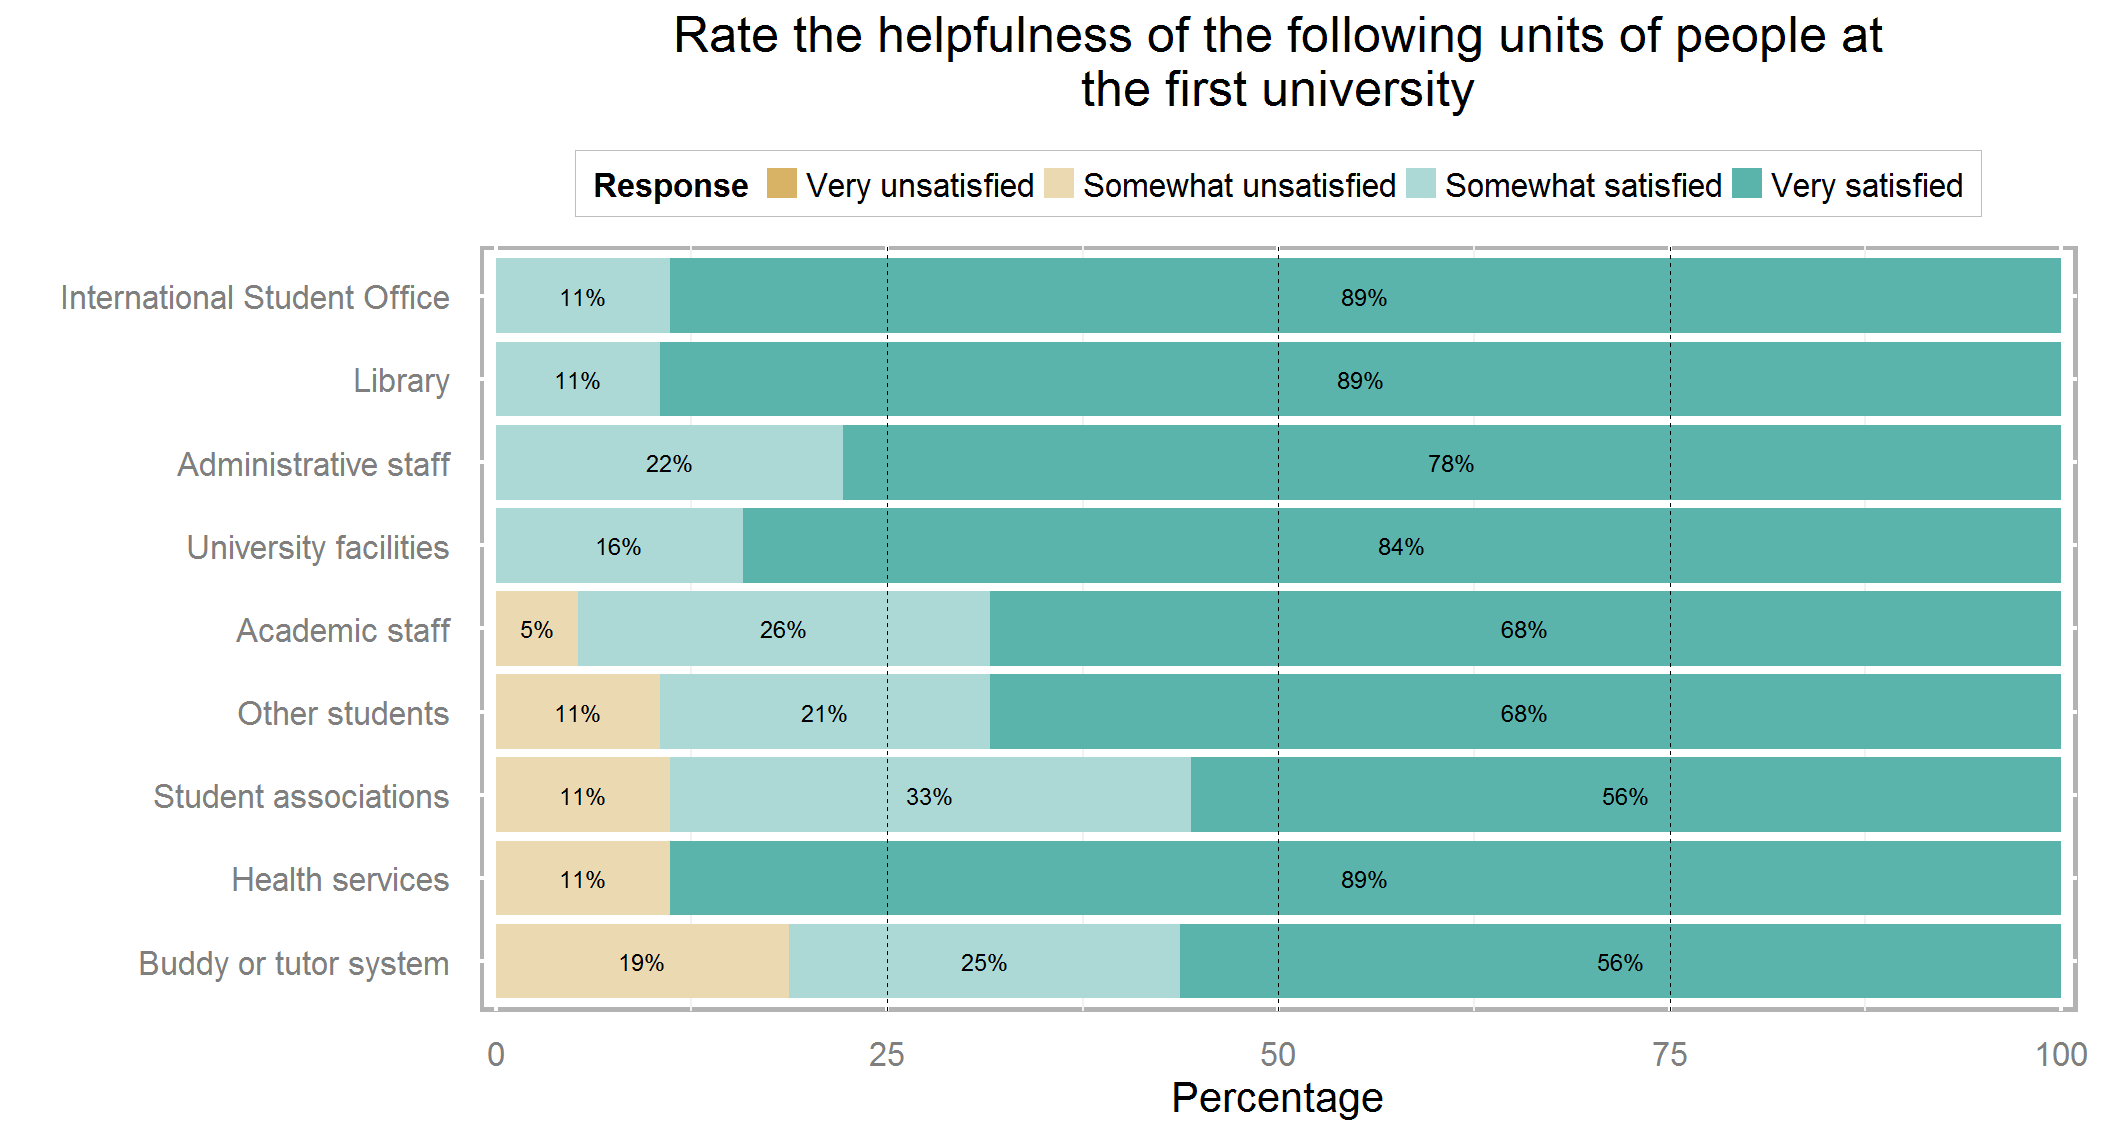 Rate the helpfulness of the following units of people at
the first university
Response Very unsatisfied Somewhat unsatisfied Somewhat satisfied Very satisfied
International Student Office 11% 89%
Library 11% 89%
Administrative staff 22% 78%
University facilities 16% 84%
Academic staff 5% 26% 68%
Other students 11% 21% 68%
Student associations 11% 33% 56%
Health services 11% 89%
Buddy or tutor system 19% 25% 56%
0 25 50 75 100
Percentage